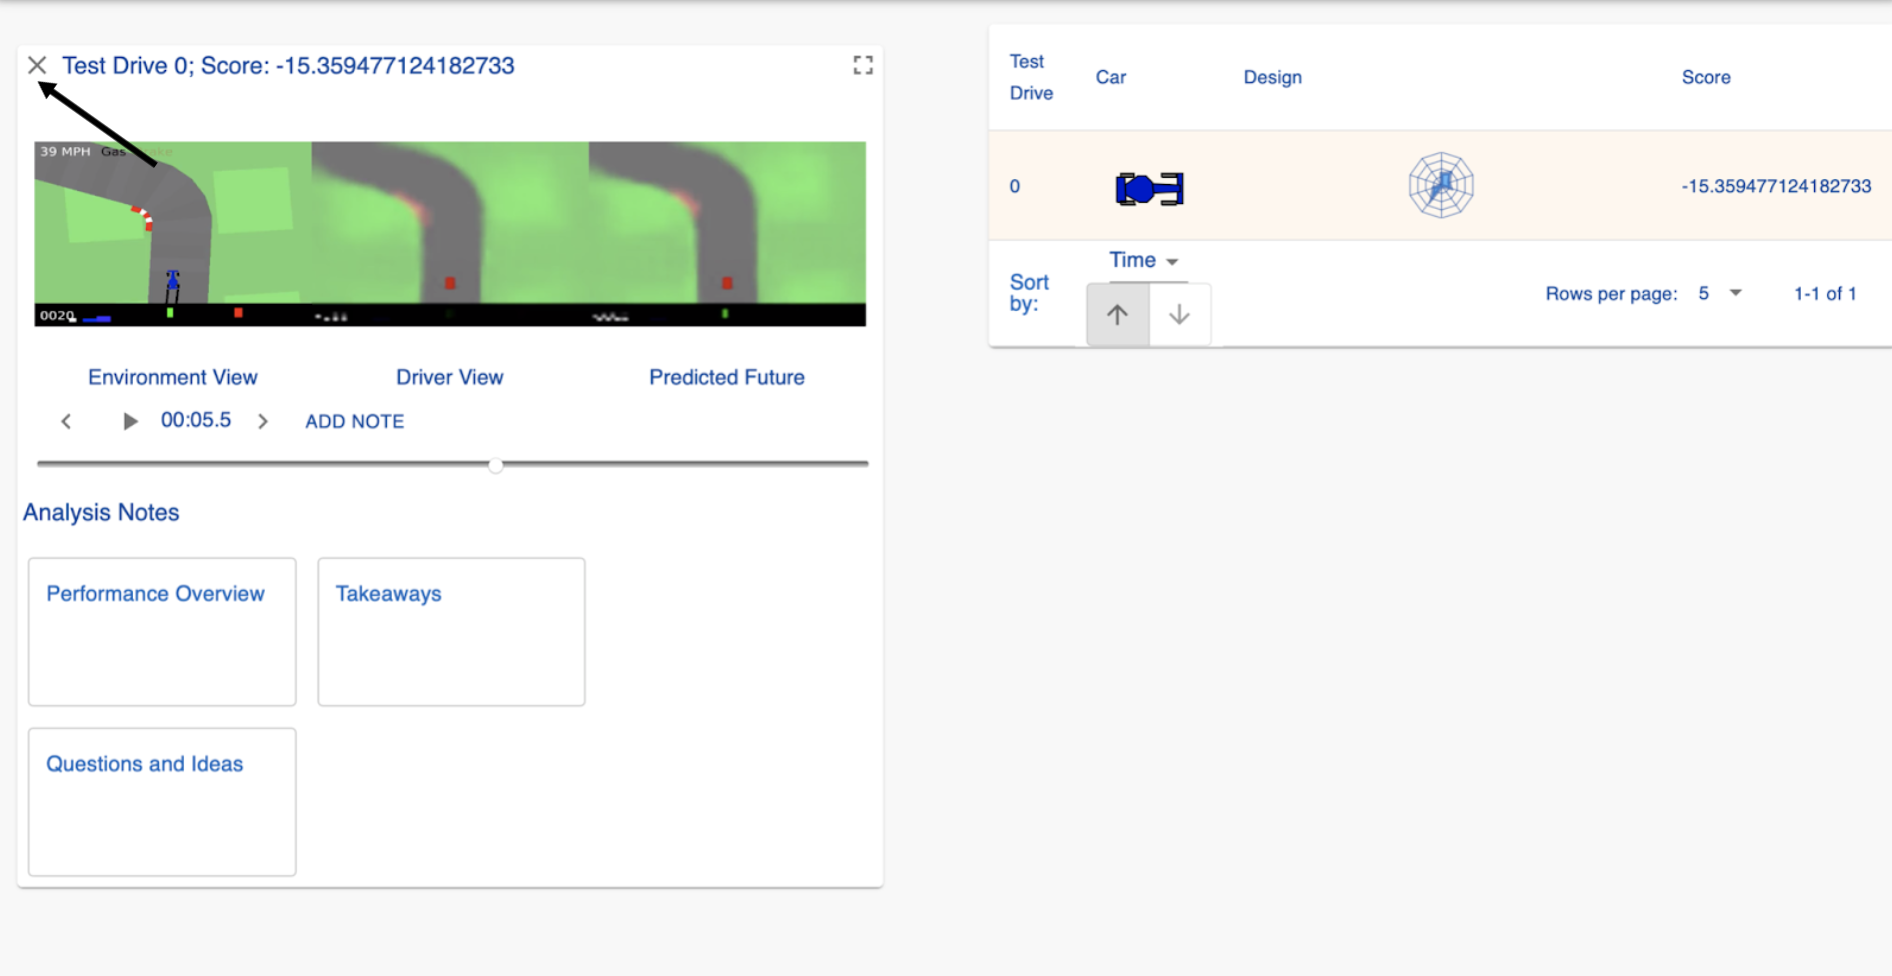 Test Drive 0; Score: -15.359477124182733
39 MPH Gas
0020
Environment View
Driver View
Predicted Future
00:05.5
ADD NOTE
Analysis Notes
Performance Overview
Takeaways
Questions and Ideas
Test
Drive
Car
Design
Score
0
-15.359477124182733
Sort
by:
Time
Rows per page:
5
1-1 of 1